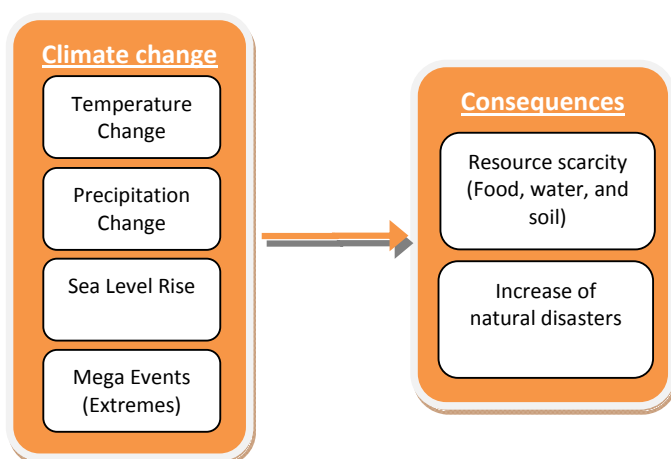 Climate change
Temperature
Change
Precipitation
Change
Sea Level Rise
Mega Events
(Extremes)
Consequences
Resource scarcity
(Food, water, and
soil)
Increase of
natural disasters